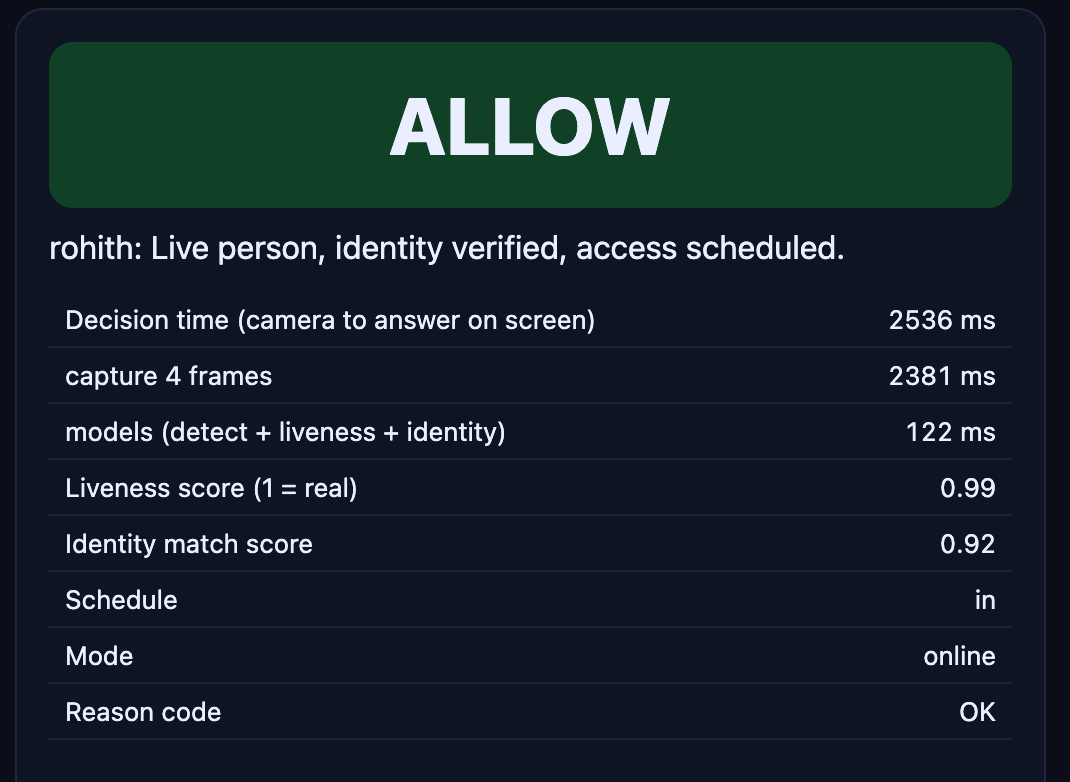 ALLOW
rohith: Live person, identity verified, access scheduled.
Decision time (camera to answer on screen) 2536 ms
capture 4 frames 2381 ms
models (detect + liveness + identity) 122 ms
Liveness score (1 = real) 0.99
Identity match score 0.92
Schedule in
Mode online
Reason code OK